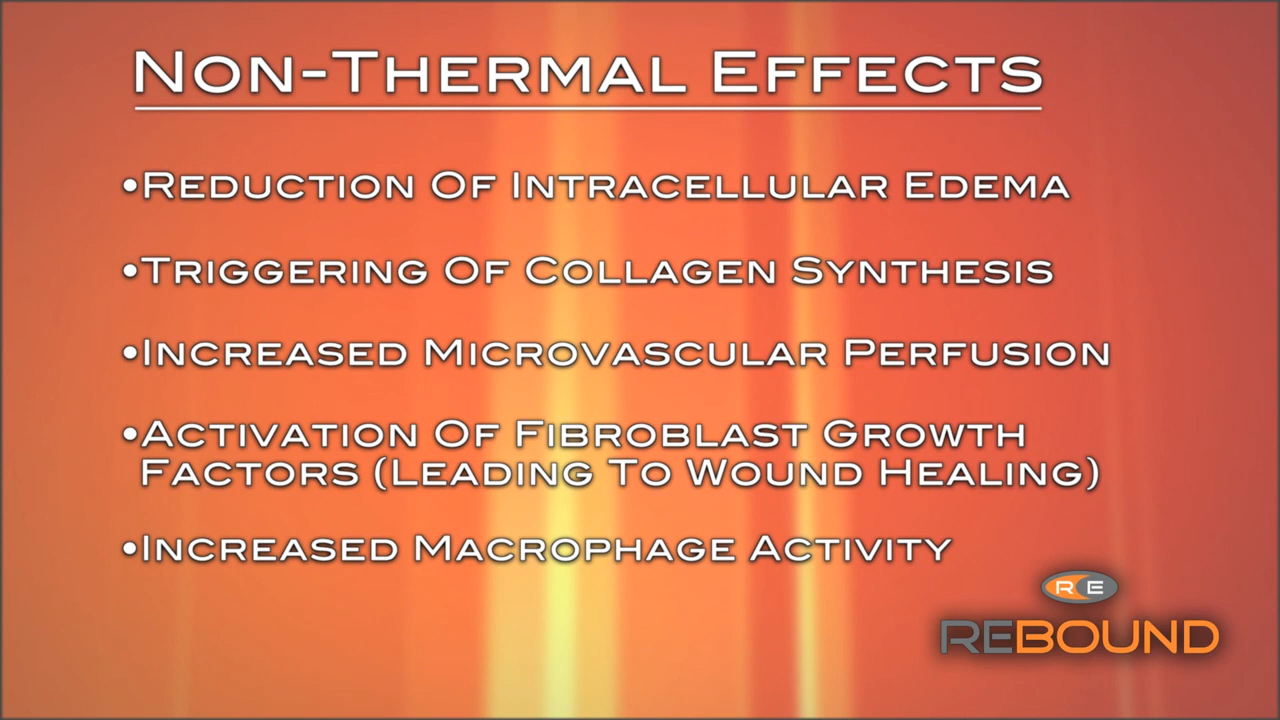 Non-Thermal Effects
•Reduction Of Intracellular Edema
•Triggering Of Collagen Synthesis
•Increased Microvascular Perfusion
•Activation Of Fibroblast Growth
Factors (Leading To Wound Healing)
•Increased Macrophage Activity
RE
REBOUND